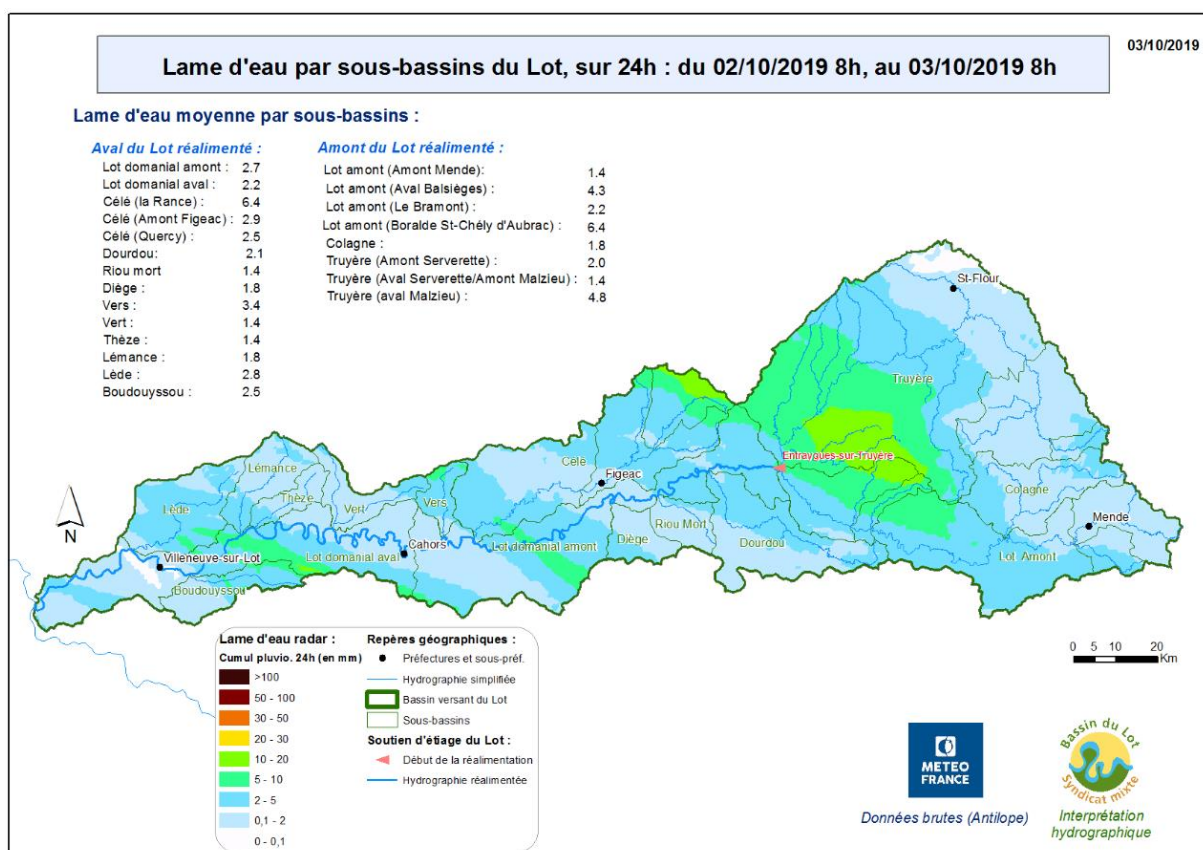 03/10/2019
Lame d'eau par sous-bassins du Lot, sur 24h : du 02/10/2019 8h, au 03/10/2019 8h
Lame d'eau moyenne par sous-bassins :
Aval du Lot réalimenté :
Lot domanial amont : 2.7
Lot domanial aval : 2.2
Célé (la Rance) : 6.4
Célé (Amont Figeac) : 2.9
Célé (Quercy) : 2.5
Dourdou: 2.1
Riou mort 1.4
Diège : 1.8
Vers : 3.4
Vert : 1.4
Thèze : 1.4
Lémance : 1.8
Lède : 2.8
Boudouyssou : 2.5
Amont du Lot réalimenté :
Lot amont (Amont Mende): 1.4
Lot amont (Aval Balsièges) : 4.3
Lot amont (Le Bramont) : 2.2
Lot amont (Boralde St-Chély d'Aubrac) : 6.4
Colagne : 1.8
Truyère (Amont Serverette) : 2.0
Truyère (Aval Serverette/Amont Malzieu) : 1.4
Truyère (aval Malzieu) : 4.8
St-Flour
Truyère
Entraygues-sur-Truyère
Célé
Figeac
Lémance
Thèze
Lède
Vert
Vers
Colagne
Mende
Riou Mort
Diège
Dourdou
Lot Amont
Lot domanial amont
Cahors
Lot domanial aval
Villeneuve-sur-Lot
Boudouyssou
N
Lame d'eau radar :
Cumul pluvio. 24h (en mm)
>100
50 - 100
30 - 50
20 - 30
10 - 20
5 - 10
2 - 5
0,1 - 2
0 - 0,1
Repères géographiques :
Préfectures et sous-préf.
Hydrographie simplifiée
Bassin versant du Lot
Sous-bassins
Soutien d'étiage du Lot :
Début de la réalimentation
Hydrographie réalimentée
0 5 10 20
Km
METEO
FRANCE
Données brutes (Antilope)
Bassin du Lot
Syndicat mixte
Interprétation
hydrographique